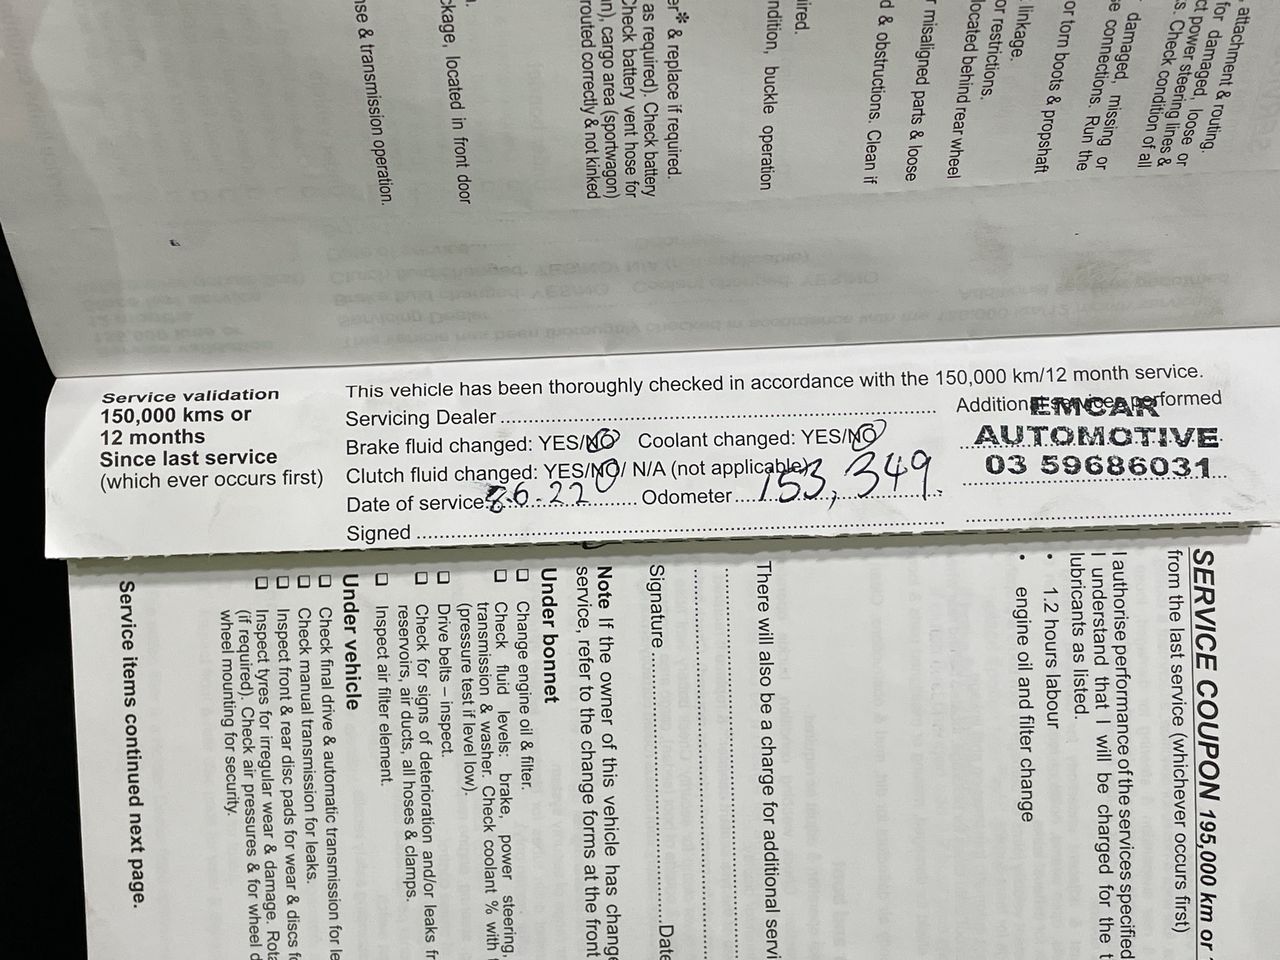 , attachment & routing.
for damaged, loose or
ct power steering lines &
s. Check condition of all
damaged, missing or
e connections. Run the
or torn boots & propshaft
linkage.
or restrictions.
located behind rear wheel
r misaligned parts & loose
d & obstructions. Clean if
ired.
ndition, buckle operation
er* & replace if required.
as required). Check battery
Check battery vent hose for
n), cargo area (sportwagon)
routed correctly & not kinked
ckage, located in front door
se & transmission operation.
Service validation
150,000 kms or
12 months
Since last service
(which ever occurs first)
This vehicle has been thoroughly checked in accordance with the 150,000 km/12 month service.
Servicing Dealer
Brake fluid changed: YES/NO Coolant changed: YES/NO
Clutch fluid changed: YES/NO/ N/A (not applicable)
Date of service 8.6.22 Odometer 153,349.
Signed
Additional services performed
EMCAR
AUTOMOTIVE
03 59686031
SERVICE COUPON 195,000 km or
from the last service (whichever occurs first)
I authorise performance of the services specified
I understand that I will be charged for the
lubricants as listed.
• 1.2 hours labour
• engine oil and filter change
There will also be a charge for additional servi
Signature Date
Note If the owner of this vehicle has change
service, refer to the change forms at the front
Under bonnet
☐ Change engine oil & filter.
☐ Check fluid levels: brake, power steering,
transmission & washer. Check coolant % with
(pressure test if level low).
☐ Drive belts – inspect.
☐ Check for signs of deterioration and/or leaks fr
reservoirs, air ducts, all hoses & clamps.
☐ Inspect air filter element.
Under vehicle
☐ Check final drive & automatic transmission for le
☐ Check manual transmission for leaks.
☐ Inspect front & rear disc pads for wear & discs f
☐ Inspect tyres for irregular wear & damage. Rota
(if required). Check air pressures & for wheel d
wheel mounting for security.
Service items continued next page.